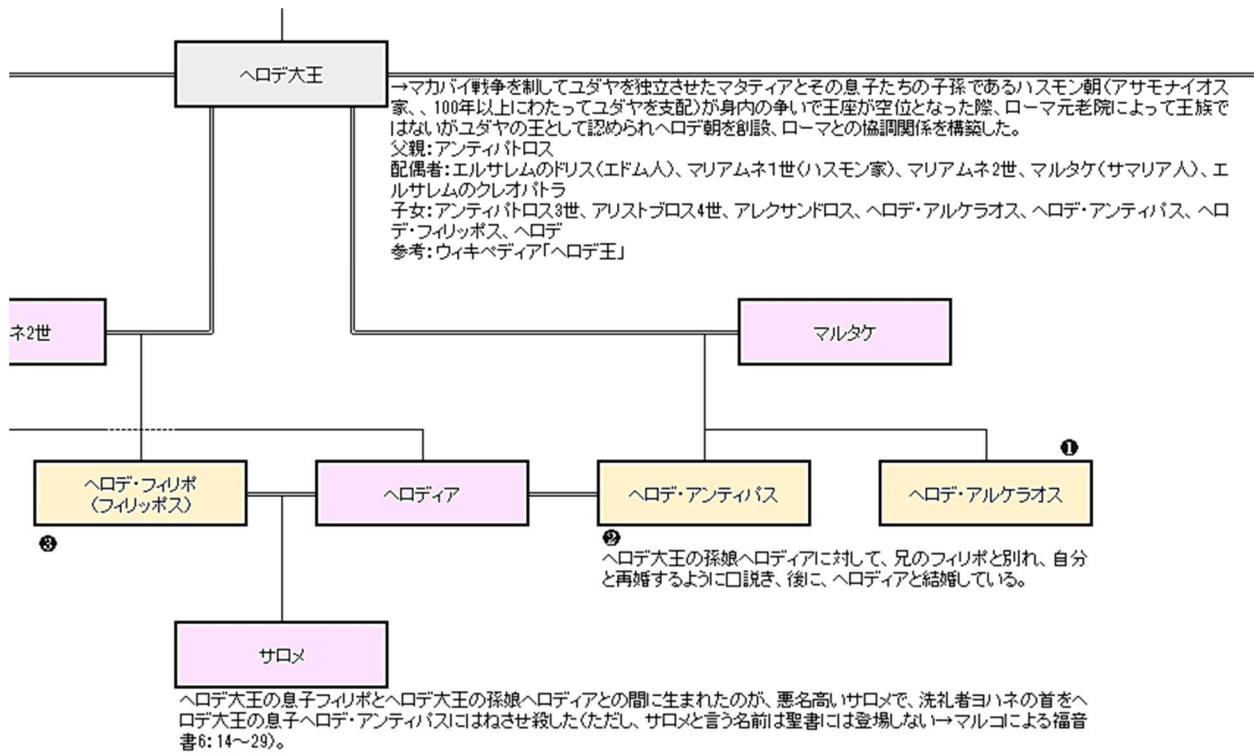 ヘロデ大王
→マカバイ戦争を制してユダヤを独立させたマタティアとその息子たちの子孫であるハスモン朝(アサモナイオス
家、、100年以上にわたってユダヤを支配)が身内の争いで王座が空位となった際、ローマ元老院によって王族で
はないがユダヤの王として認められヘロデ朝を創設、ローマとの協調関係を構築した。
父親:アンティパトロス
配偶者:エルサレムのドリス(エドム人)、マリアムネ1世(ハスモン家)、マリアムネ2世、マルタケ(サマリア人)、エ
ルサレムのクレオパトラ
子女:アンティパトロス3世、アリストブロス4世、アレクサンドロス、ヘロデ・アルケラオス、ヘロデ・アンティパス、ヘロ
デ・フィリッポス、ヘロデ
参考:ウィキペディア「ヘロデ王」
ネ2世
マルタケ
❶
ヘロデ・フィリポ
(フィリッポス)
ヘロディア
ヘロデ・アンティパス
ヘロデ・アルケラオス
❸
❷
ヘロデ大王の孫娘ヘロディアに対して、兄のフィリポと別れ、自分
と再婚するように口説き、後に、ヘロディアと結婚している。
サロメ
ヘロデ大王の息子フィリポとヘロデ大王の孫娘ヘロディアとの間に生まれたのが、悪名高いサロメで、洗礼者ヨハネの首をヘ
ロデ大王の息子ヘロデ・アンティパスにはねさせ殺した(ただし、サロメと言う名前は聖書には登場しない→マルコによる福音
書6:14～29)。